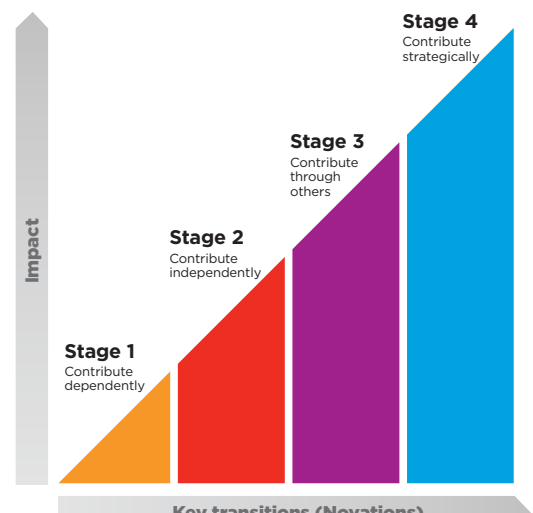 Stage 4
Contribute
strategically
Stage 3
Contribute
through
others
Stage 2
Contribute
independently
Stage 1
Contribute
dependently
Impact
Key transitions (Novations)